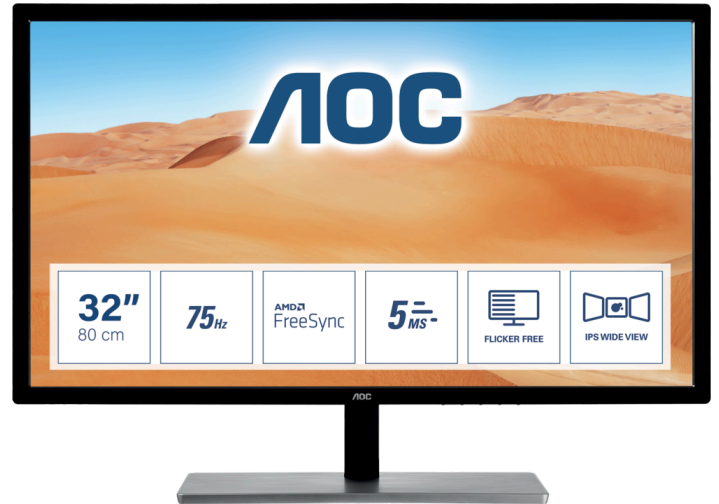 AOC
32"
80 cm
75Hz
AMD
FreeSync
5MS
FLICKER FREE
IPS WIDE VIEW
AOC